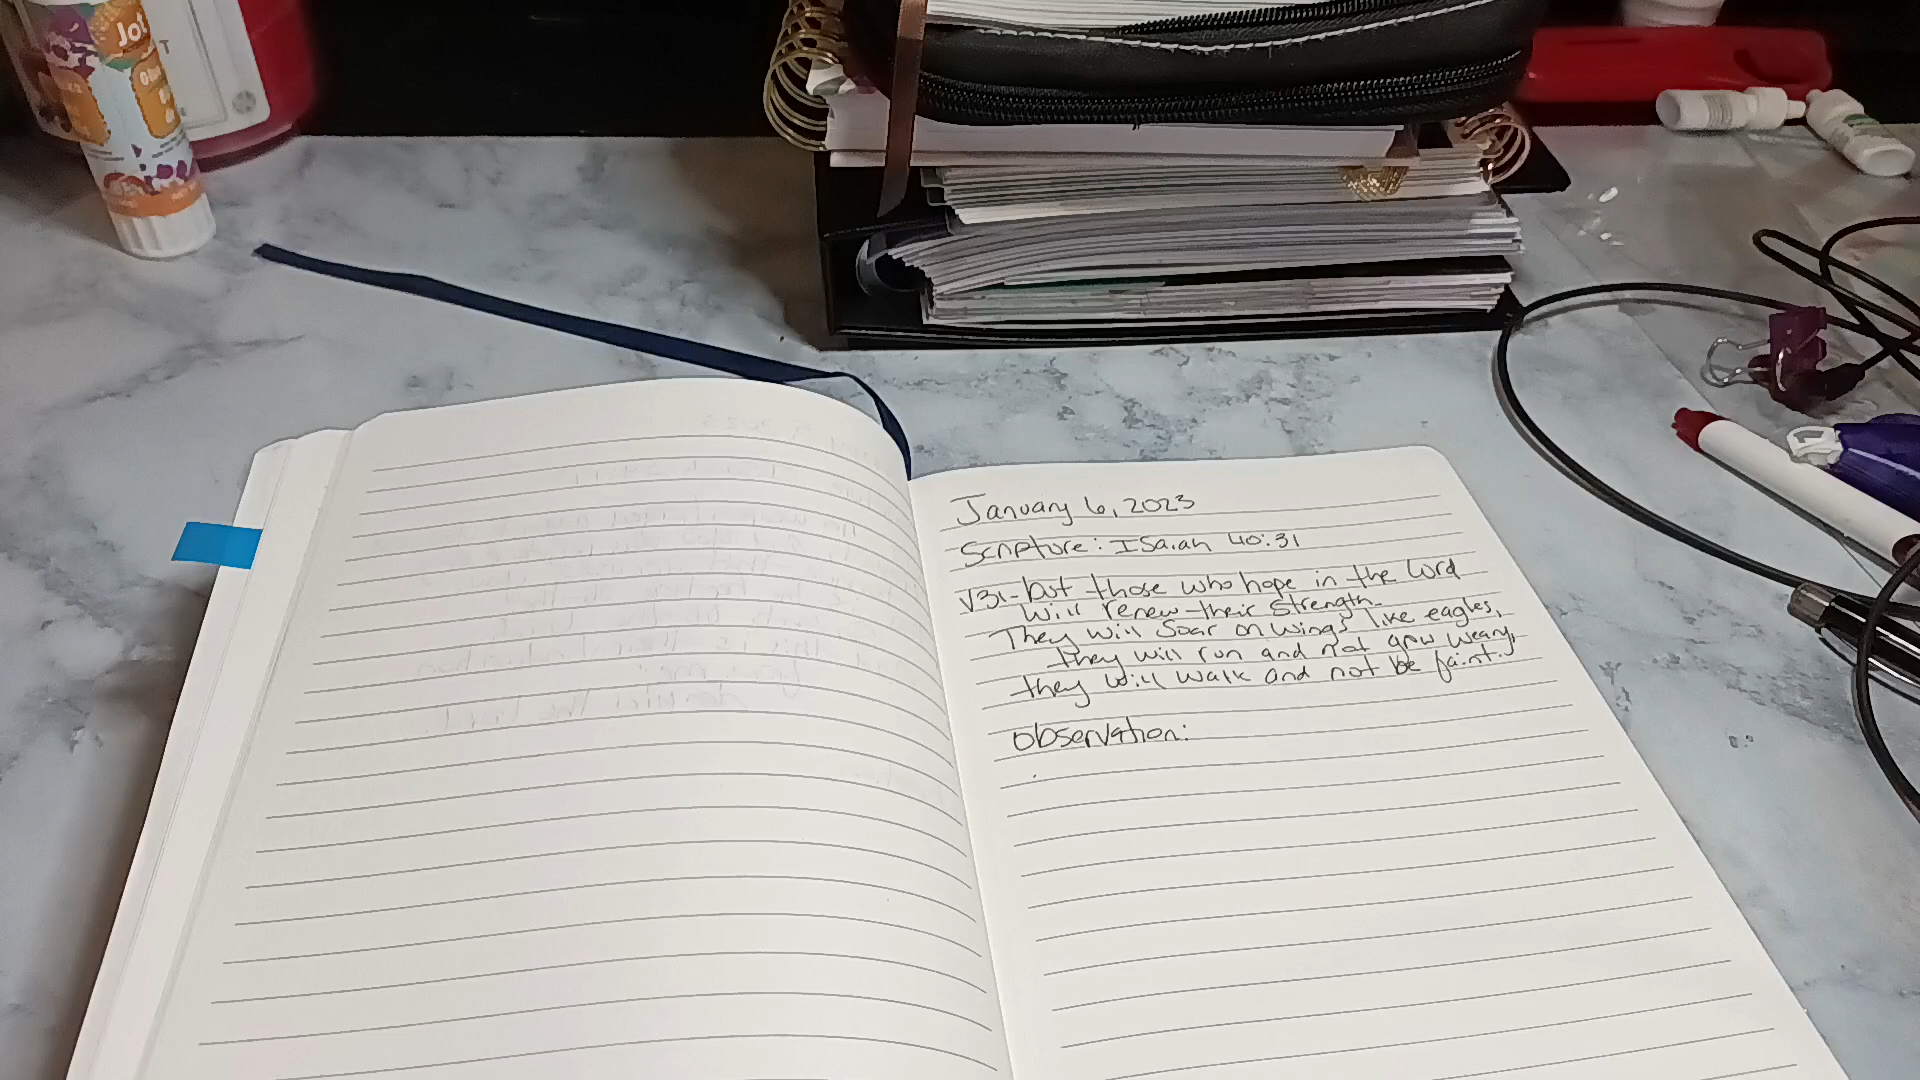 Jot
January 6, 2023
Scripture: Isaiah 40:31
V31-but those who hope in the Lord
will renew their strength.
They will soar on wings like eagles,
they will run and not grow weary,
they will walk and not be faint.
Observation: